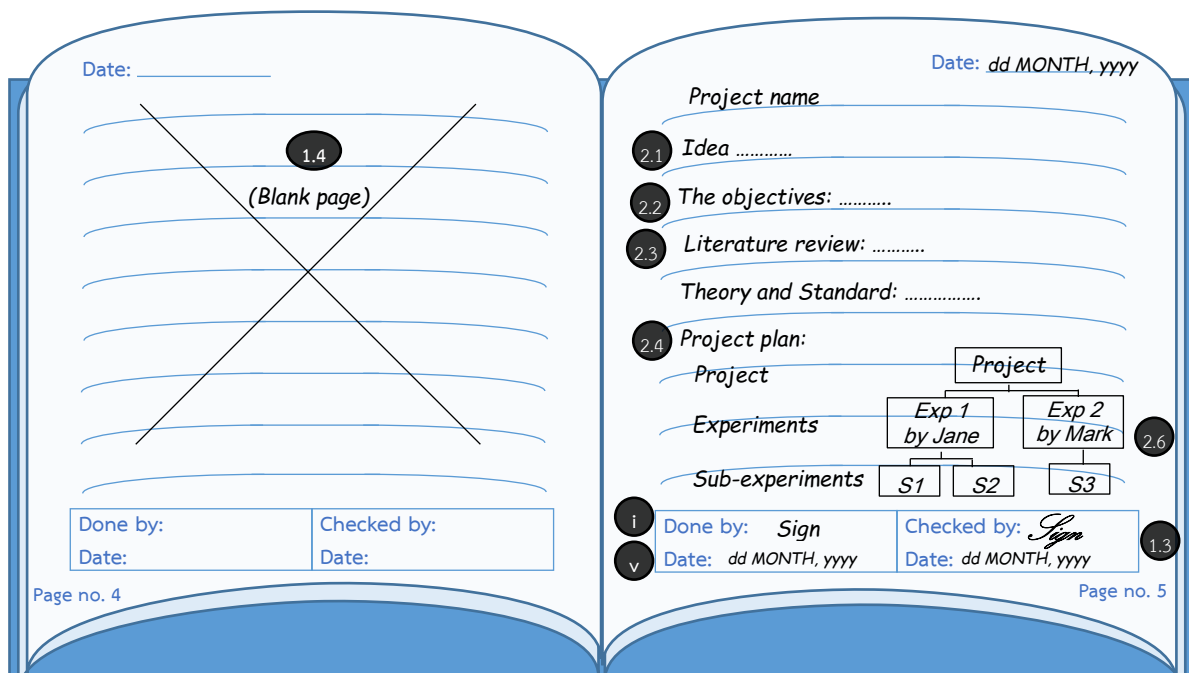 Date: ____________
1.4
(Blank page)
Done by:
Checked by:
Date:
Date:
Page no. 4
Date: dd MONTH, yyyy
Project name
2.1 Idea …………
2.2 The objectives: ………..
2.3 Literature review: ………..
Theory and Standard: …………….
2.4 Project plan:
Project
Project
Experiments
Exp 1
by Jane
Exp 2
by Mark
2.6
Sub-experiments
S1
S2
S3
i
Done by: Sign
Checked by: Sign
1.3
v
Date: dd MONTH, yyyy
Date: dd MONTH, yyyy
Page no. 5